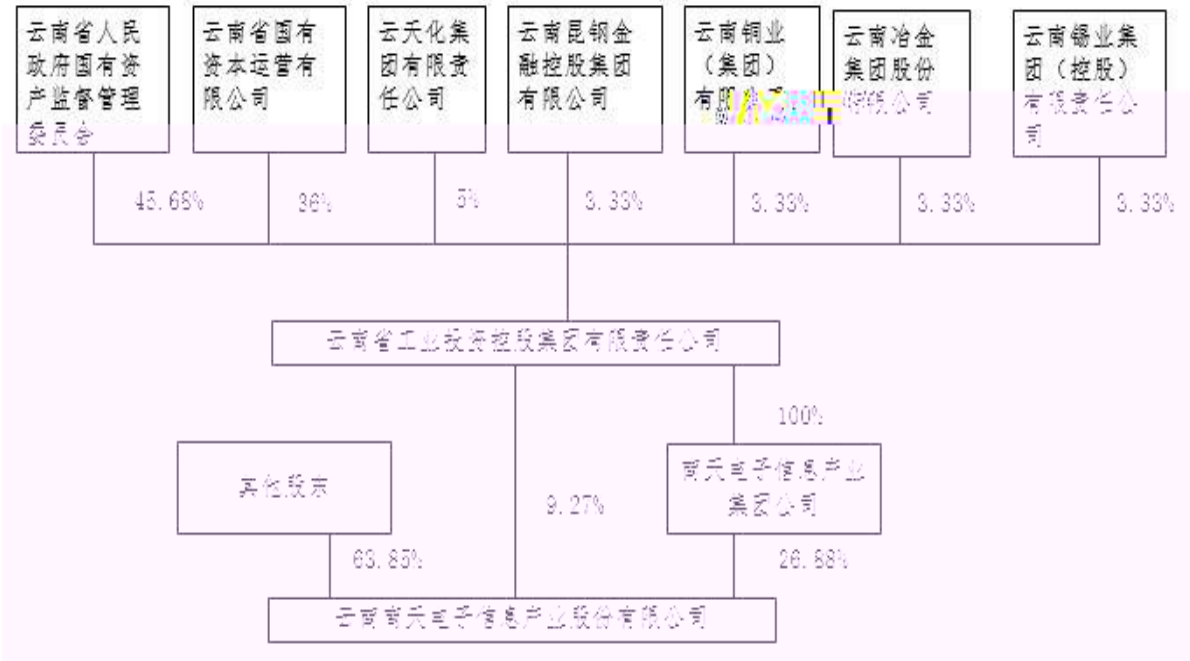 云南省人民
政府国有资
产监督管理
委员会
云南省国有
资本运营有
限公司
云天化集
团有限责
任公司
云南昆钢金
融控股集团
有限公司
云南铜业
（集团）
有限
云南冶金
集团股份
有限公司
云南锡业集
团（控股）
有限责任公
司
45.68%
36%
5%
3.33%
3.33%
3.33%
3.33%
云南省工业投资控股集团有限责任公司
100%
其他股东
9.27%
南天电子信息产业
集团公司
63.85%
26.88%
云南南天电子信息产业股份有限公司